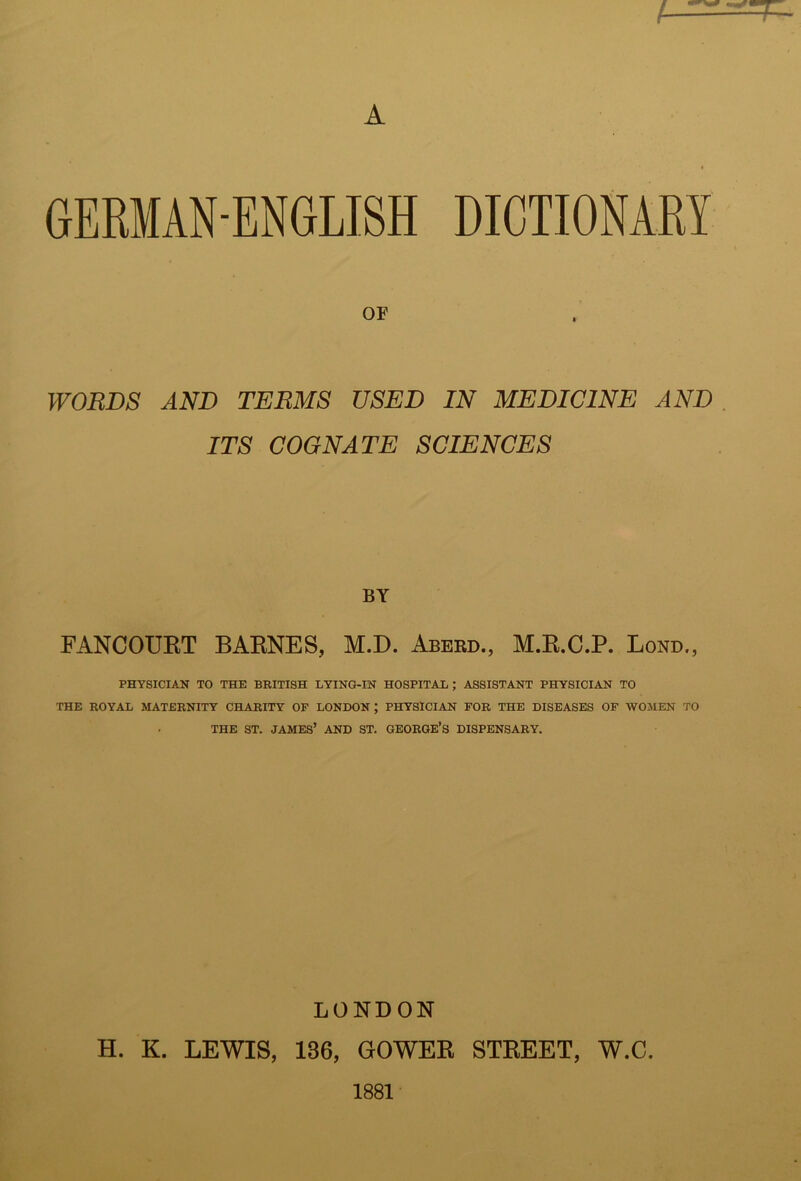 A
GERMAN-ENGLISH DICTIONARY
OF
WORDS AND TERMS USED IN MEDICINE AND
ITS COGNATE SCIENCES
BY
FANCOURT BARNES, M.D. ABERD., M.R.C.P. LOND.,
PHYSICIAN TO THE BRITISH LYING-IN HOSPITAL; ASSISTANT PHYSICIAN TO
THE ROYAL MATERNITY CHARITY OF LONDON; PHYSICIAN FOR THE DISEASES OF WOMEN TO
THE ST. JAMES' AND ST. GEORGE'S DISPENSARY.
LONDON
H. K. LEWIS, 136, GOWER STREET, W.C.
1881